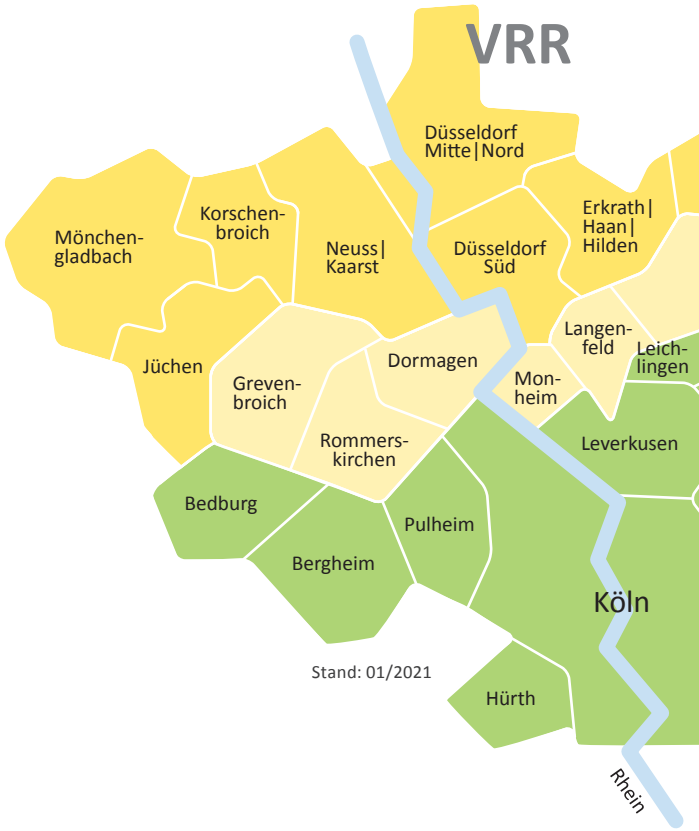 VRR
Düsseldorf
Mitte|Nord
Erkrath|
Haan|
Hilden
Korschen-
broich
Mönchen-
gladbach
Neuss|
Kaarst
Düsseldorf
Süd
Langen-
feld
Leich-
lingen
Jüchen
Greven-
broich
Dormagen
Mon-
heim
Rommers-
kirchen
Leverkusen
Bedburg
Pulheim
Bergheim
Köln
Stand: 01/2021
Hürth
Rhein